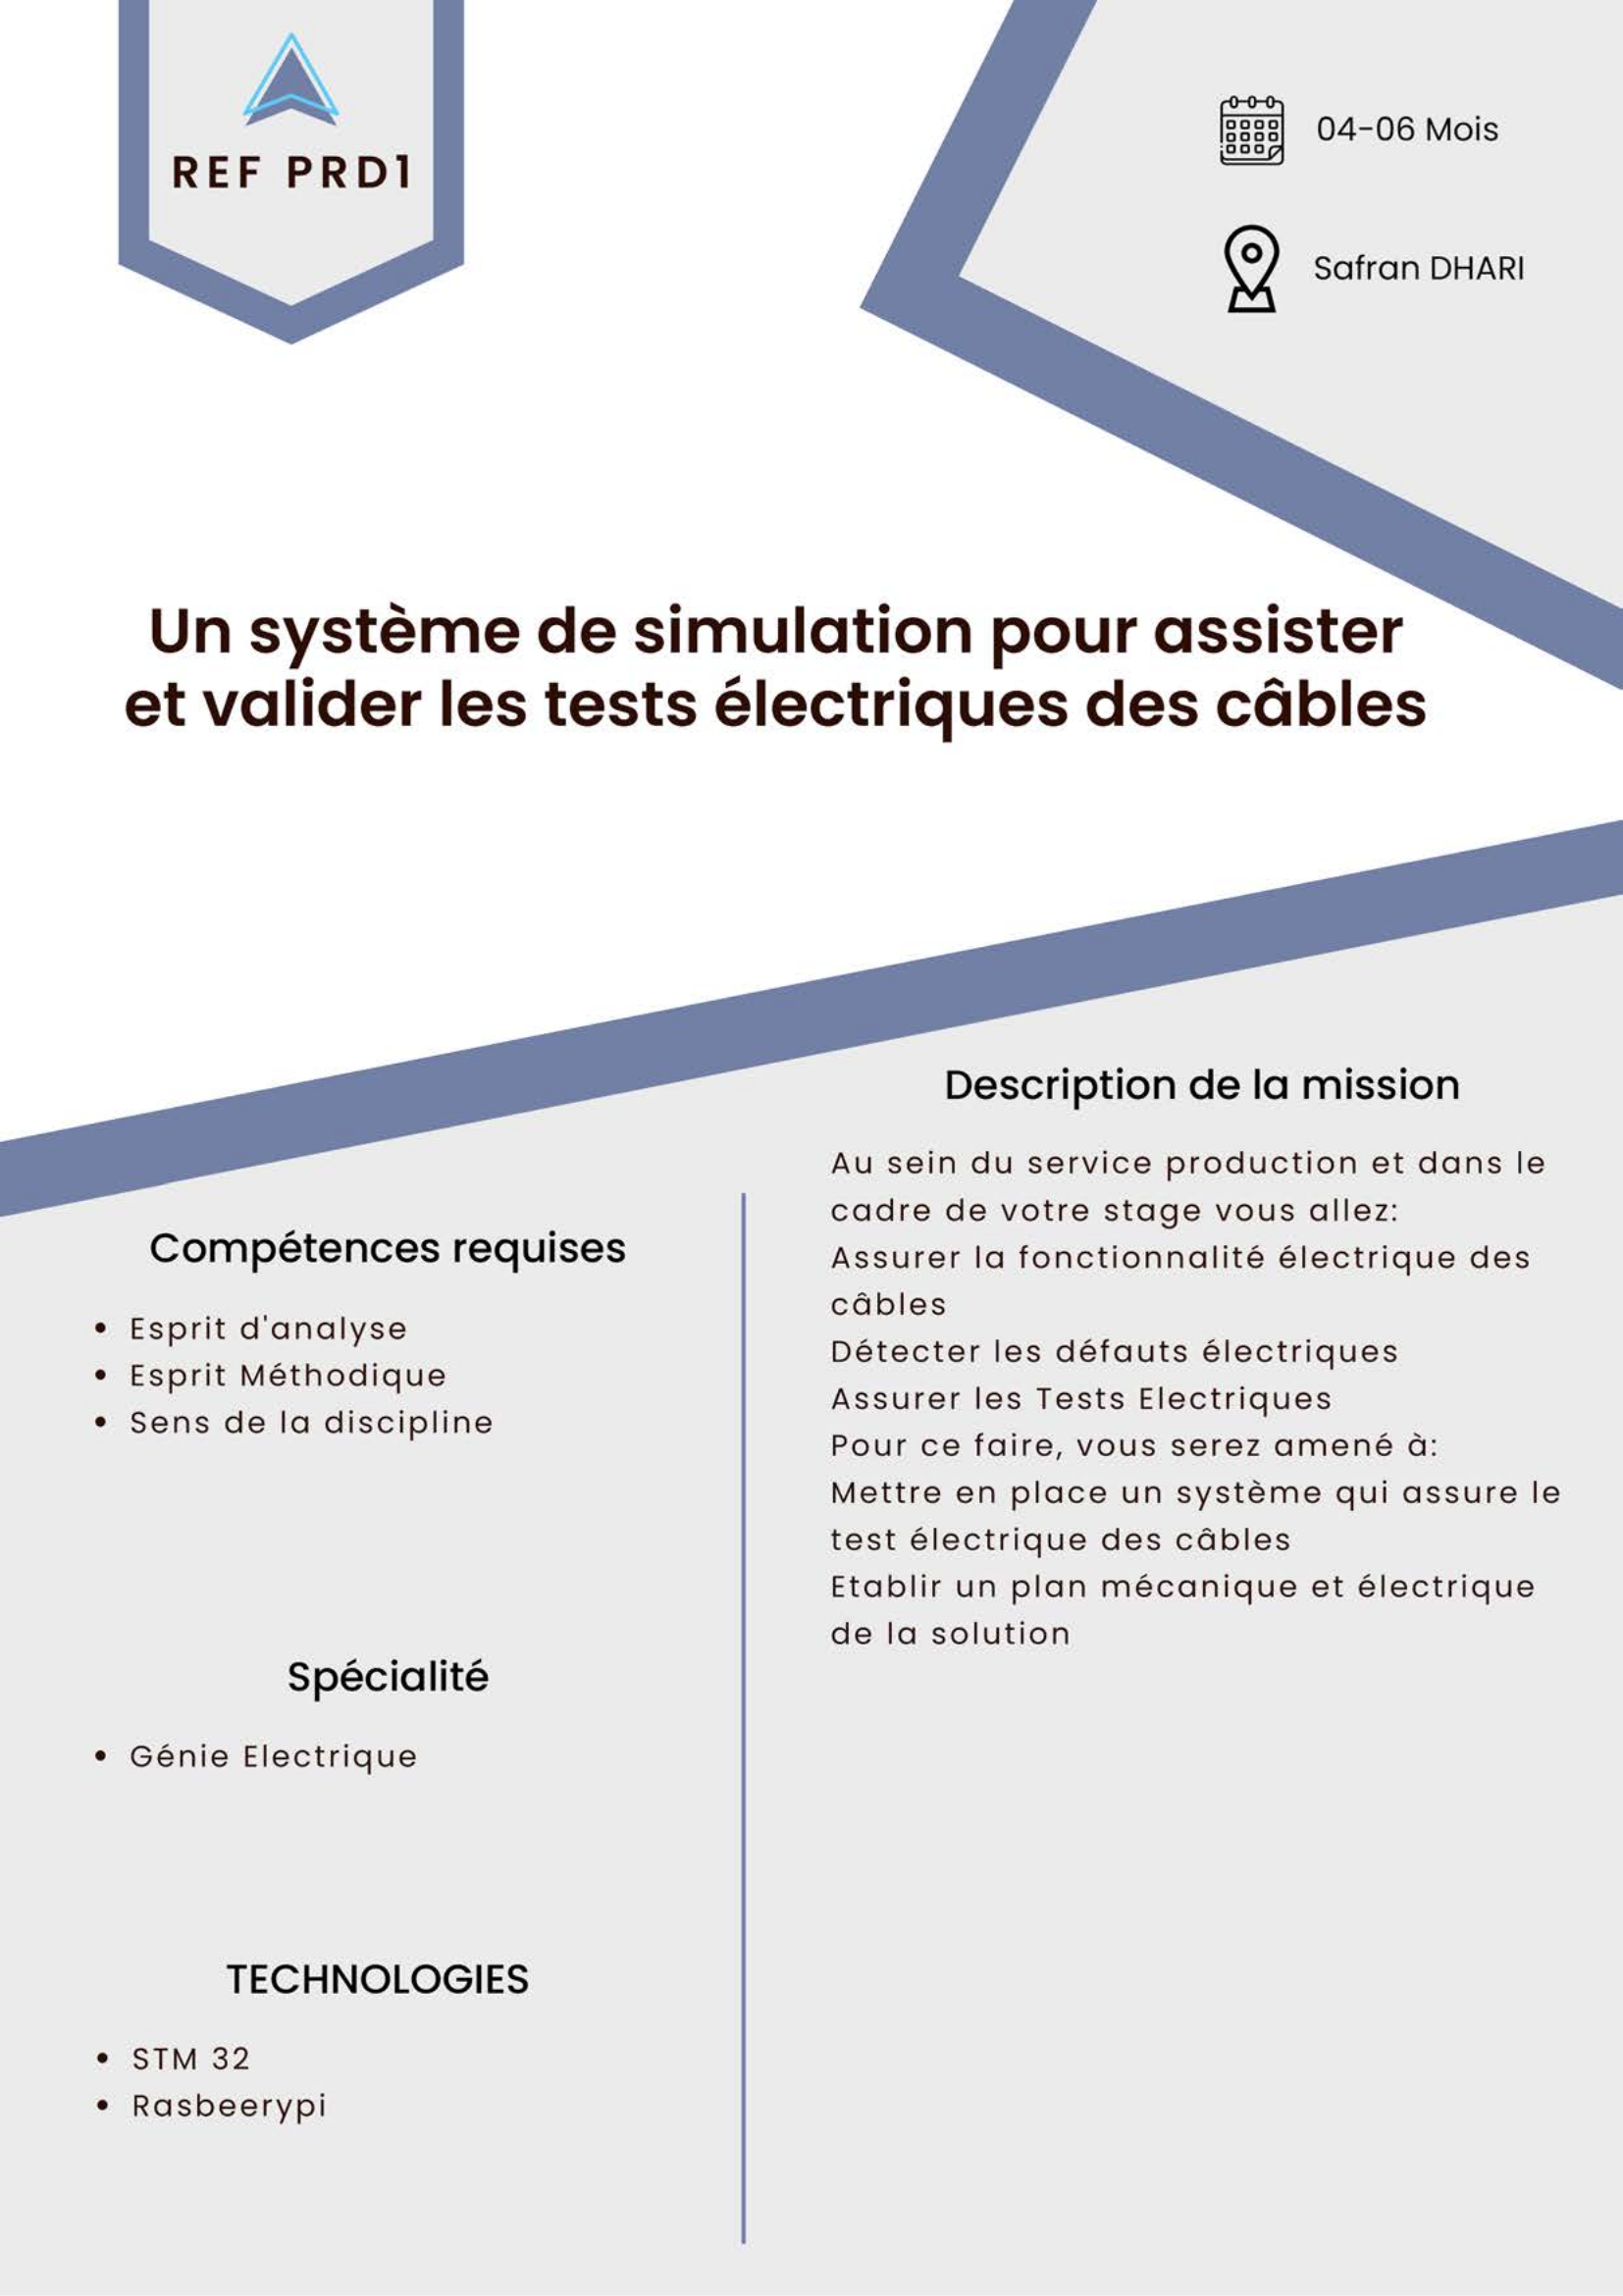 REF PRD1
04-06 Mois
Safran DHARI
Un système de simulation pour assister
et valider les tests électriques des câbles
Compétences requises
• Esprit d'analyse
• Esprit Méthodique
• Sens de la discipline
Spécialité
• Génie Electrique
TECHNOLOGIES
• STM 32
• Rasbeerypi
Description de la mission
Au sein du service production et dans le
cadre de votre stage vous allez:
Assurer la fonctionnalité électrique des
câbles
Détecter les défauts électriques
Assurer les Tests Electriques
Pour ce faire, vous serez amené à:
Mettre en place un système qui assure le
test électrique des câbles
Etablir un plan mécanique et électrique
de la solution